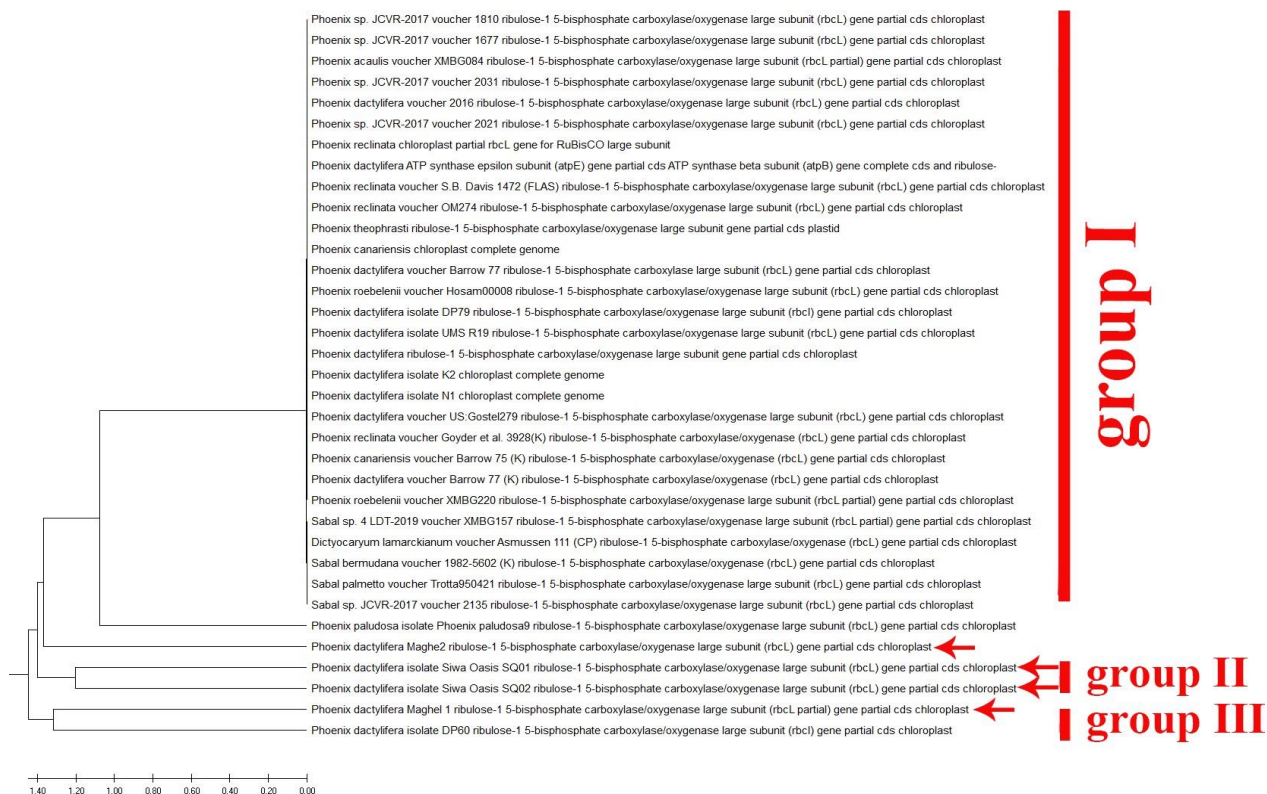 Phoenix sp. JCVR-2017 voucher 1810 ribulose-1 5-bisphosphate carboxylase/oxygenase large subunit (rbcL) gene partial cds chloroplast
Phoenix sp. JCVR-2017 voucher 1677 ribulose-1 5-bisphosphate carboxylase/oxygenase large subunit (rbcL) gene partial cds chloroplast
Phoenix acaulis voucher XMBG084 ribulose-1 5-bisphosphate carboxylase/oxygenase large subunit (rbcL partial) gene partial cds chloroplast
Phoenix sp. JCVR-2017 voucher 2031 ribulose-1 5-bisphosphate carboxylase/oxygenase large subunit (rbcL) gene partial cds chloroplast
Phoenix dactylifera voucher 2016 ribulose-1 5-bisphosphate carboxylase/oxygenase large subunit (rbcL) gene partial cds chloroplast
Phoenix sp. JCVR-2017 voucher 2021 ribulose-1 5-bisphosphate carboxylase/oxygenase large subunit (rbcL) gene partial cds chloroplast
Phoenix reclinata chloroplast partial rbcL gene for RuBisCO large subunit
Phoenix dactylifera ATP synthase epsilon subunit (atpE) gene partial cds ATP synthase beta subunit (atpB) gene complete cds and ribulose-
Phoenix reclinata voucher S.B. Davis 1472 (FLAS) ribulose-1 5-bisphosphate carboxylase/oxygenase large subunit (rbcL) gene partial cds chloroplast
Phoenix reclinata voucher OM274 ribulose-1 5-bisphosphate carboxylase/oxygenase large subunit (rbcL) gene partial cds chloroplast
Phoenix theophrasti ribulose-1 5-bisphosphate carboxylase/oxygenase large subunit gene partial cds plastid
Phoenix canariensis chloroplast complete genome
Phoenix dactylifera voucher Barrow 77 ribulose-1 5-bisphosphate carboxylase large subunit (rbcL) gene partial cds chloroplast
Phoenix roebelenii voucher Hosam00008 ribulose-1 5-bisphosphate carboxylase/oxygenase large subunit (rbcL) gene partial cds chloroplast
Phoenix dactylifera isolate DP79 ribulose-1 5-bisphosphate carboxylase/oxygenase large subunit (rbcl) gene partial cds chloroplast
Phoenix dactylifera isolate UMS R19 ribulose-1 5-bisphosphate carboxylase/oxygenase large subunit (rbcL) gene partial cds chloroplast
Phoenix dactylifera ribulose-1 5-bisphosphate carboxylase/oxygenase large subunit gene partial cds chloroplast
Phoenix dactylifera isolate K2 chloroplast complete genome
Phoenix dactylifera isolate N1 chloroplast complete genome
Phoenix dactylifera voucher US:Gostel279 ribulose-1 5-bisphosphate carboxylase/oxygenase large subunit (rbcL) gene partial cds chloroplast
Phoenix reclinata voucher Goyder et al. 3928(K) ribulose-1 5-bisphosphate carboxylase/oxygenase (rbcL) gene partial cds chloroplast
Phoenix canariensis voucher Barrow 75 (K) ribulose-1 5-bisphosphate carboxylase/oxygenase (rbcL) gene partial cds chloroplast
Phoenix dactylifera voucher Barrow 77 (K) ribulose-1 5-bisphosphate carboxylase/oxygenase (rbcL) gene partial cds chloroplast
Phoenix roebelenii voucher XMBG220 ribulose-1 5-bisphosphate carboxylase/oxygenase large subunit (rbcL partial) gene partial cds chloroplast
Sabal sp. 4 LDT-2019 voucher XMBG157 ribulose-1 5-bisphosphate carboxylase/oxygenase large subunit (rbcL partial) gene partial cds chloroplast
Dictyocaryum lamarckianum voucher Asmussen 111 (CP) ribulose-1 5-bisphosphate carboxylase/oxygenase (rbcL) gene partial cds chloroplast
Sabal bermudana voucher 1982-5602 (K) ribulose-1 5-bisphosphate carboxylase/oxygenase (rbcL) gene partial cds chloroplast
Sabal palmetto voucher Trotta950421 ribulose-1 5-bisphosphate carboxylase/oxygenase large subunit (rbcL) gene partial cds chloroplast
Sabal sp. JCVR-2017 voucher 2135 ribulose-1 5-bisphosphate carboxylase/oxygenase large subunit (rbcL) gene partial cds chloroplast
group I
Phoenix paludosa isolate Phoenix paludosa9 ribulose-1 5-bisphosphate carboxylase/oxygenase large subunit (rbcL) gene partial cds chloroplast
Phoenix dactylifera Maghe2 ribulose-1 5-bisphosphate carboxylase/oxygenase large subunit (rbcL) gene partial cds chloroplast
Phoenix dactylifera isolate Siwa Oasis SQ01 ribulose-1 5-bisphosphate carboxylase/oxygenase large subunit (rbcL) gene partial cds chloroplast
Phoenix dactylifera isolate Siwa Oasis SQ02 ribulose-1 5-bisphosphate carboxylase/oxygenase large subunit (rbcL) gene partial cds chloroplast
group II
Phoenix dactylifera Maghel 1 ribulose-1 5-bisphosphate carboxylase/oxygenase large subunit (rbcL partial) gene partial cds chloroplast
Phoenix dactylifera isolate DP60 ribulose-1 5-bisphosphate carboxylase/oxygenase large subunit (rbcl) gene partial cds chloroplast
group III
1.40 1.20 1.00 0.80 0.60 0.40 0.20 0.00